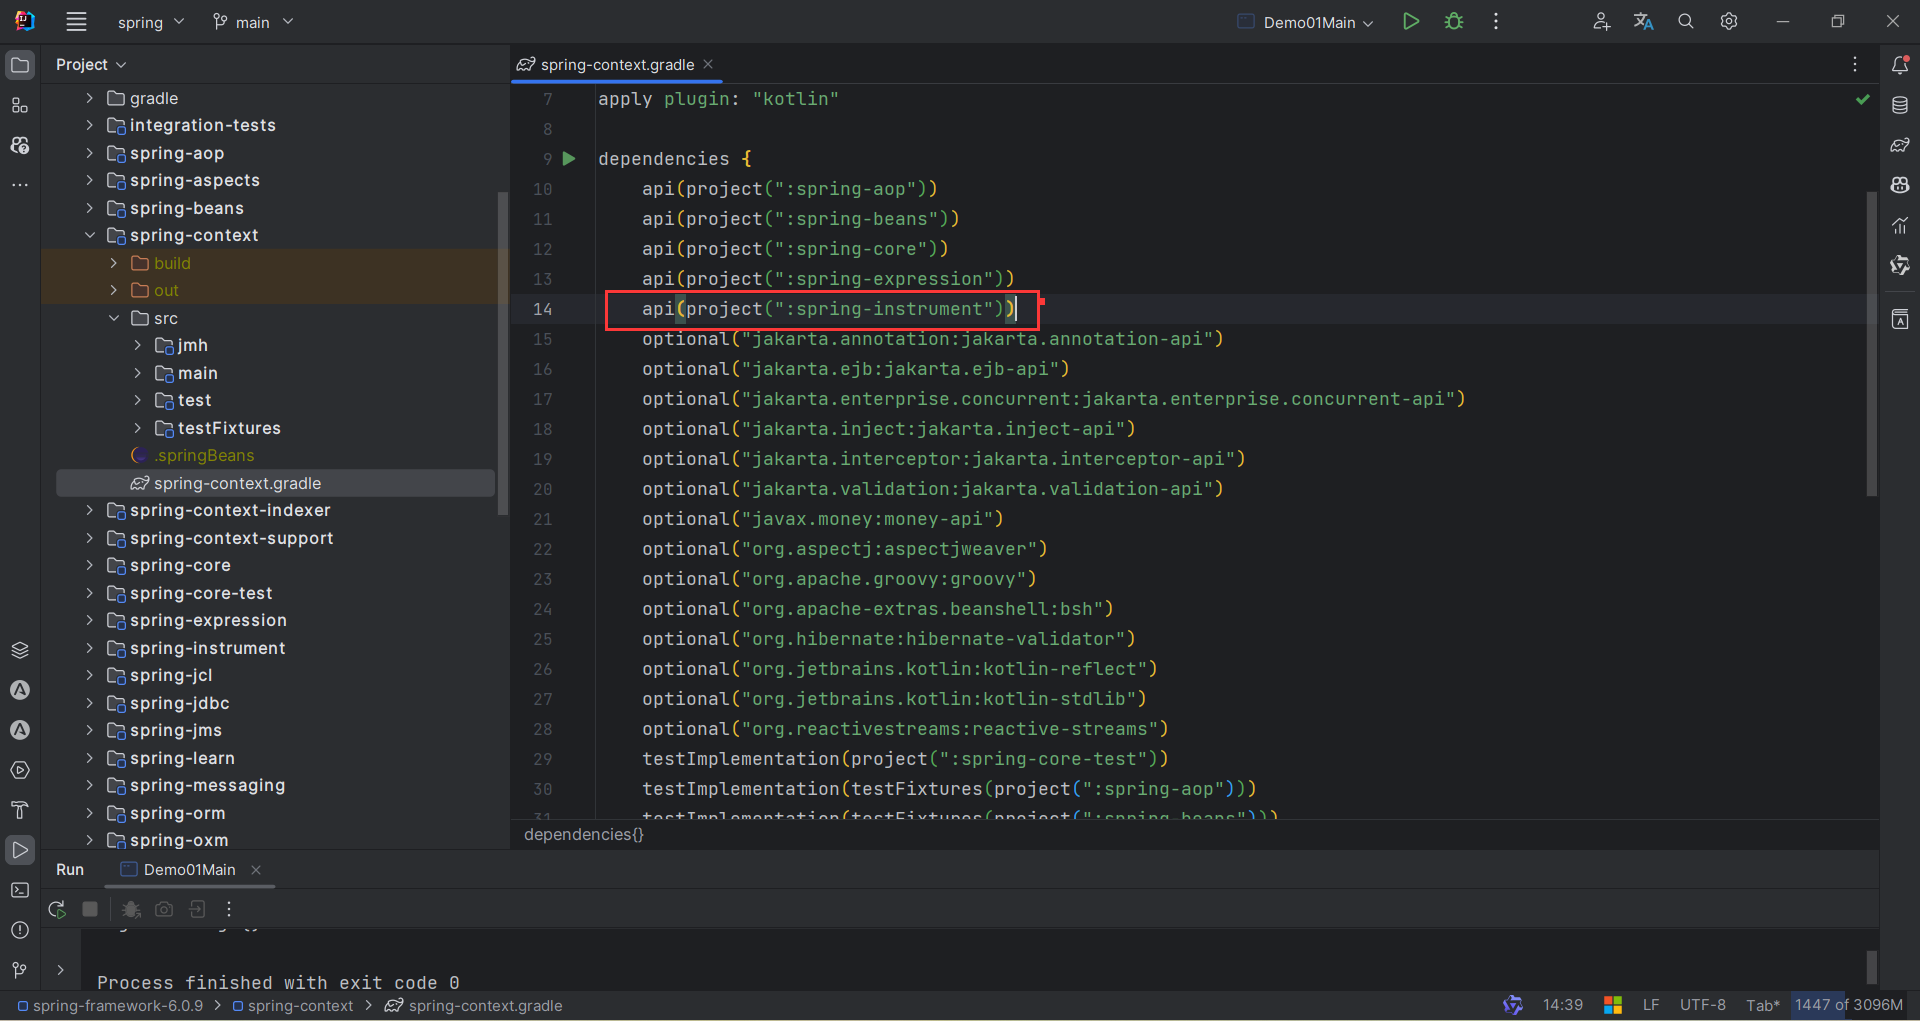 spring
main
Demo01Main
Project
spring-context.gradle
gradle
integration-tests
spring-aop
spring-aspects
spring-beans
spring-context
build
out
src
jmh
main
test
testFixtures
.springBeans
spring-context.gradle
spring-context-indexer
spring-context-support
spring-core
spring-core-test
spring-expression
spring-instrument
spring-jcl
spring-jdbc
spring-jms
spring-learn
spring-messaging
spring-orm
spring-oxm
7 apply plugin: "kotlin"
8
9 dependencies {
10 api(project(":spring-aop"))
11 api(project(":spring-beans"))
12 api(project(":spring-core"))
13 api(project(":spring-expression"))
14 api(project(":spring-instrument"))
15 optional("jakarta.annotation:jakarta.annotation-api")
16 optional("jakarta.ejb:jakarta.ejb-api")
17 optional("jakarta.enterprise.concurrent:jakarta.enterprise.concurrent-api")
18 optional("jakarta.inject:jakarta.inject-api")
19 optional("jakarta.interceptor:jakarta.interceptor-api")
20 optional("jakarta.validation:jakarta.validation-api")
21 optional("javax.money:money-api")
22 optional("org.aspectj:aspectjweaver")
23 optional("org.apache.groovy:groovy")
24 optional("org.apache-extras.beanshell:bsh")
25 optional("org.hibernate:hibernate-validator")
26 optional("org.jetbrains.kotlin:kotlin-reflect")
27 optional("org.jetbrains.kotlin:kotlin-stdlib")
28 optional("org.reactivestreams:reactive-streams")
29 testImplementation(project(":spring-core-test"))
30 testImplementation(testFixtures(project(":spring-aop")))
31 testImplementation(testFixtures(project(":spring-beans")))
dependencies{}
Run
Demo01Main
Process finished with exit code 0
spring-framework-6.0.9 > spring-context > spring-context.gradle
14:39
LF
UTF-8
Tab*
1447 of 3096M